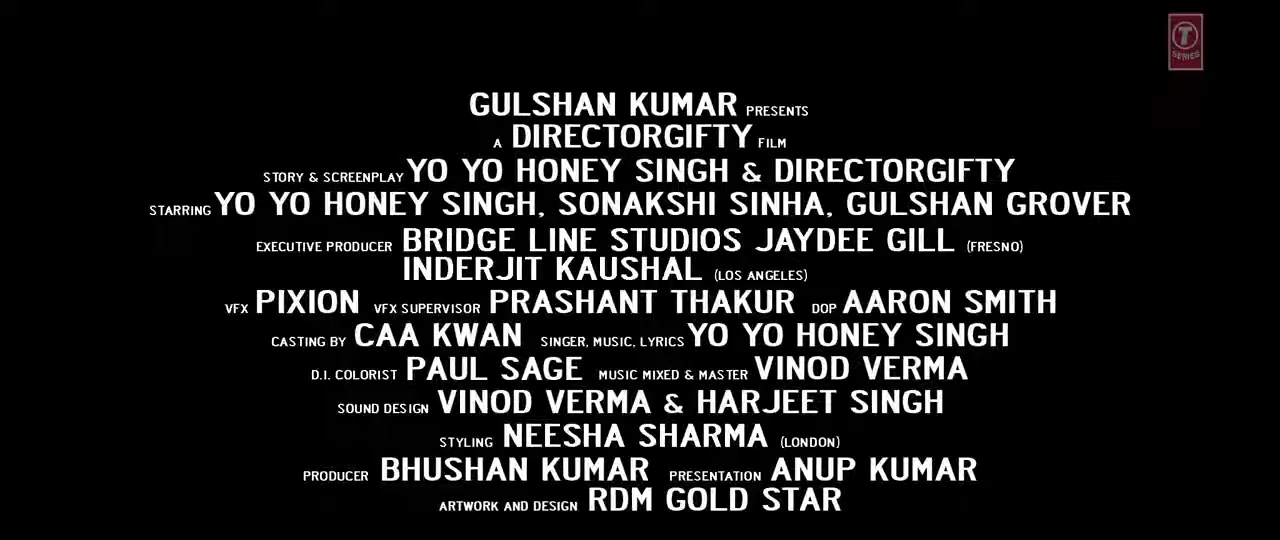 T
SERIES
GULSHAN KUMAR PRESENTS
A DIRECTORGIFTY FILM
STORY & SCREENPLAY YO YO HONEY SINGH & DIRECTORGIFTY
STARRING YO YO HONEY SINGH, SONAKSHI SINHA, GULSHAN GROVER
EXECUTIVE PRODUCER BRIDGE LINE STUDIOS JAYDEE GILL (FRESNO)
INDERJIT KAUSHAL (LOS ANGELES)
VFX PIXION VFX SUPERVISOR PRASHANT THAKUR DOP AARON SMITH
CASTING BY CAA KWAN SINGER, MUSIC, LYRICS YO YO HONEY SINGH
D.I. COLORIST PAUL SAGE MUSIC MIXED & MASTER VINOD VERMA
SOUND DESIGN VINOD VERMA & HARJEET SINGH
STYLING NEESHA SHARMA (LONDON)
PRODUCER BHUSHAN KUMAR PRESENTATION ANUP KUMAR
ARTWORK AND DESIGN RDM GOLD STAR